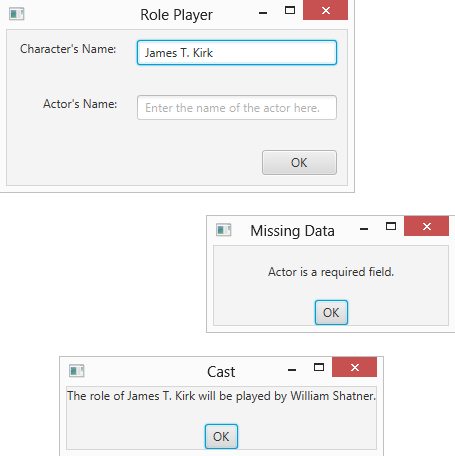 Role Player
Character's Name: James T. Kirk
Actor's Name: Enter the name of the actor here.
OK
Missing Data
Actor is a required field.
OK
Cast
The role of James T. Kirk will be played by William Shatner.
OK